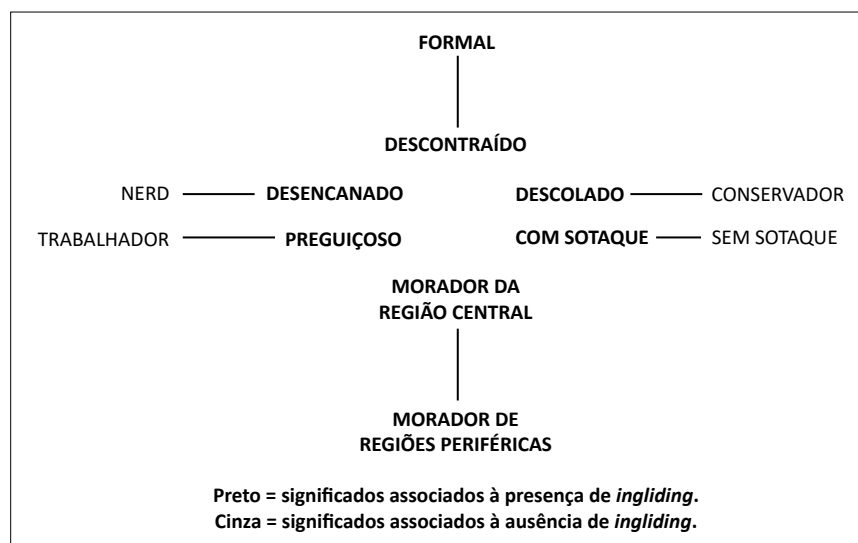 FORMAL
DESCONTRAÍDO
NERD DESENCANADO DESCOLADO CONSERVADOR
TRABALHADOR PREGUIÇOSO COM SOTAQUE SEM SOTAQUE
MORADOR DA
REGIÃO CENTRAL
MORADOR DE
REGIÕES PERIFÉRICAS
Preto = significados associados à presença de ingliding.
Cinza = significados associados à ausência de ingliding.